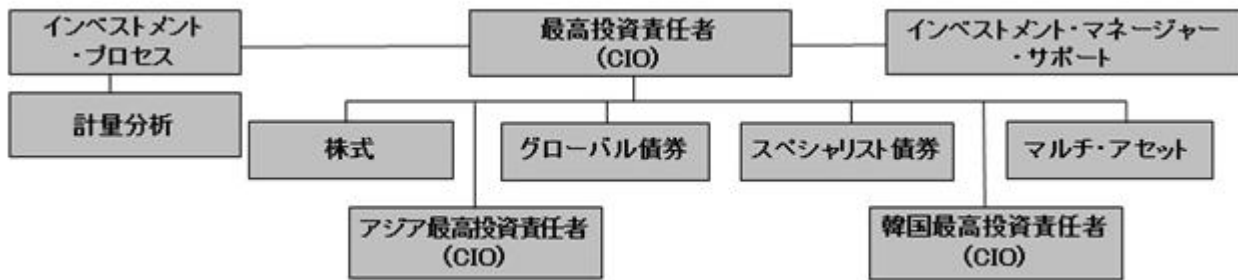 インベストメント
・プロセス
最高投資責任者
(CIO)
インベストメント・マネージャー
・サポート
計量分析
株式
グローバル債券
スペシャリスト債券
マルチ・アセット
アジア最高投資責任者
(CIO)
韓国最高投資責任者
(CIO)